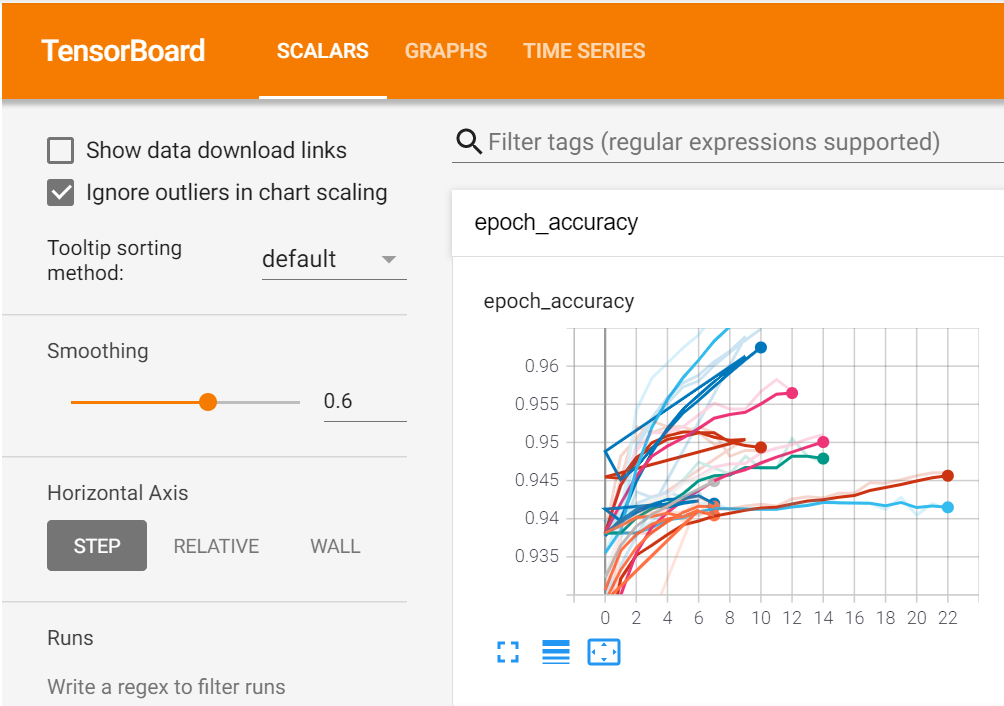 TensorBoard
SCALARS
GRAPHS
TIME SERIES
Show data download links
Ignore outliers in chart scaling
Tooltip sorting
method:
default
Smoothing
0.6
Horizontal Axis
STEP
RELATIVE
WALL
Runs
Write a regex to filter runs
Filter tags (regular expressions supported)
epoch_accuracy
epoch_accuracy
0.96
0.955
0.95
0.945
0.94
0.935
0 2 4 6 8 10 12 14 16 18 20 22